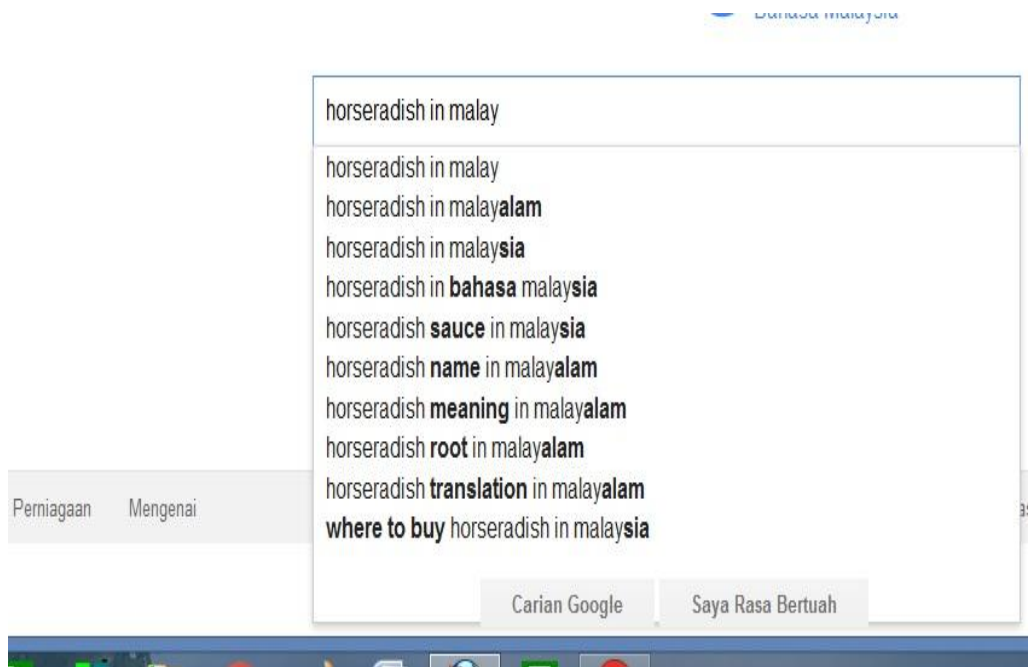 Bahasa Malaysia
horseradish in malay
horseradish in malay
horseradish in malayalam
horseradish in malaysia
horseradish in bahasa malaysia
horseradish sauce in malaysia
horseradish name in malayalam
horseradish meaning in malayalam
horseradish root in malayalam
horseradish translation in malayalam
where to buy horseradish in malaysia
Perniagaan Mengenai
Carian Google Saya Rasa Bertuah